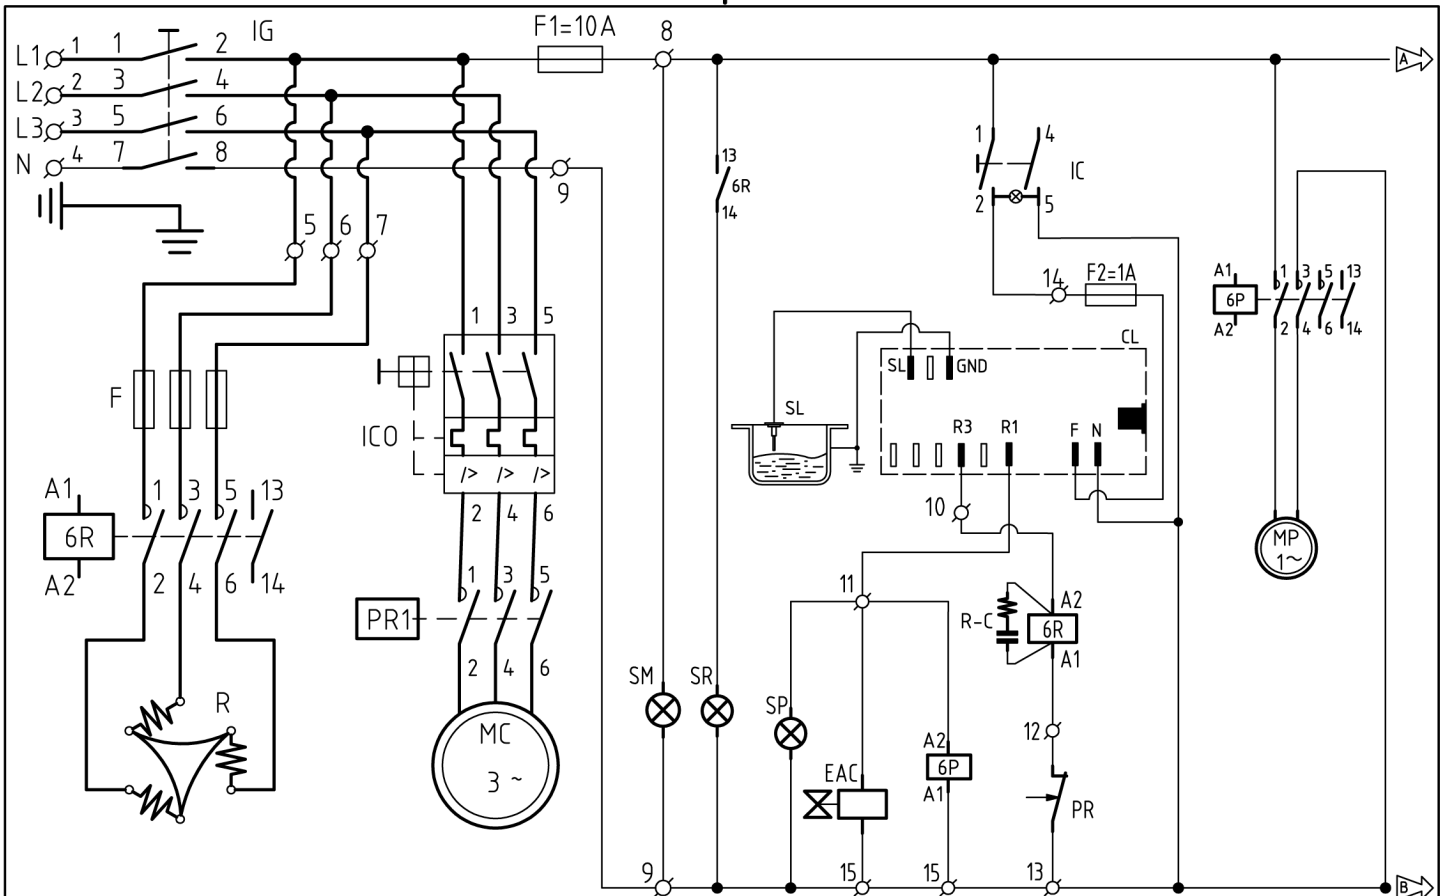 IG
F1=10 A
8
A
L1 1 1 2
L2 2 3 4
L3 3 5 6
N 4 7 8
9
13
6R
14
1 4
IC
2 5
5 6 7
14
F2=1A
A1
6P
A2
1 3 5 13
2 4 6 14
1 3 5
CL
SL
GND
F
ICO
SL
R3 R1 F N
/> /> />
A1
6R
A2
1 3 5 13
2 4 6 14
2 4 6
10
MP
1~
PR1
1 3 5
2 4 6
11
R-C
A2
6R
A1
R
MC
3 ~
SM
SR
SP
12
A2
6P
A1
EAC
PR
9
15
15
13
B